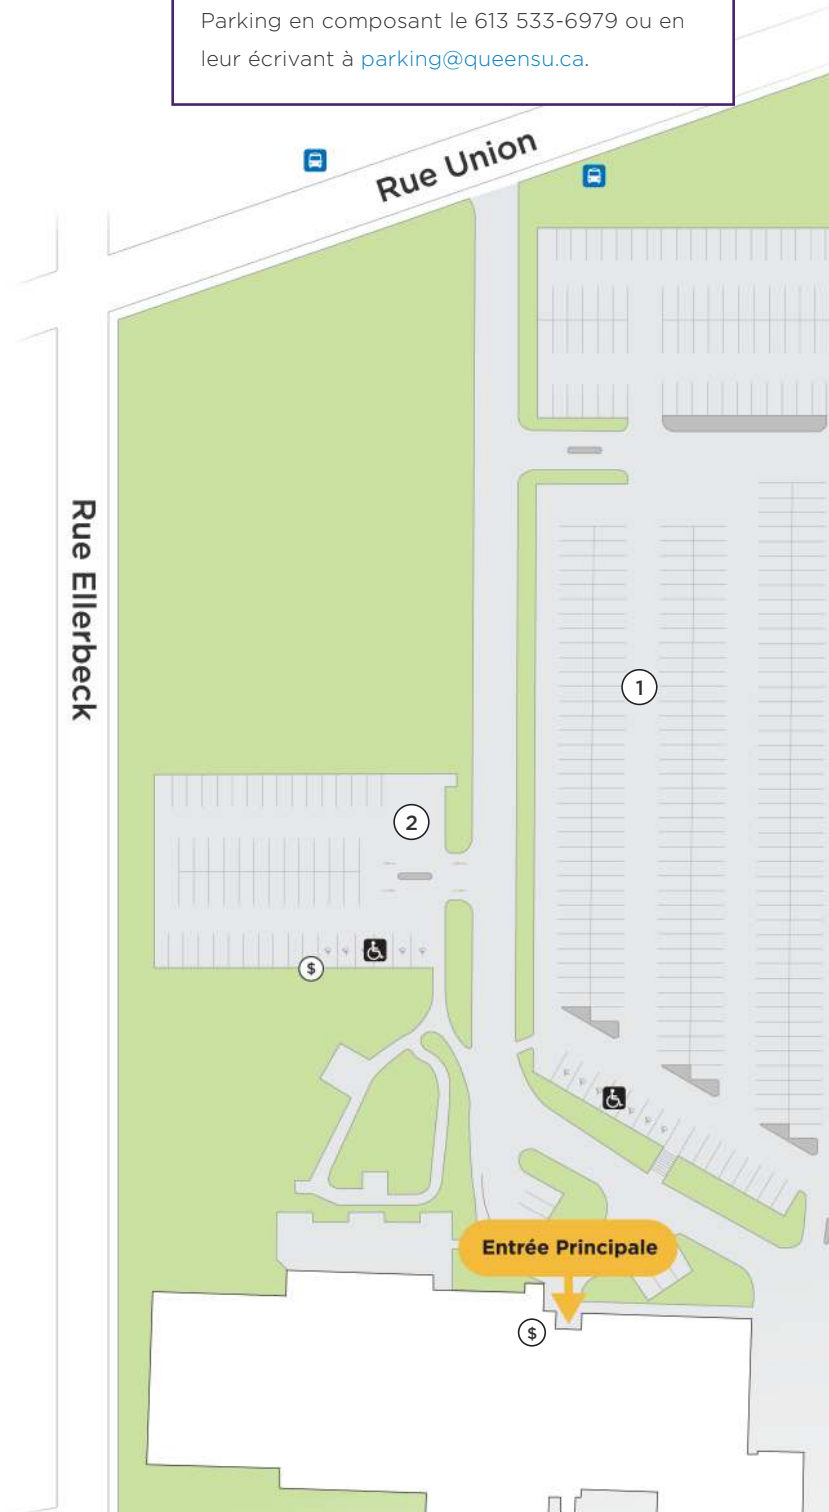 Parking en composant le 613 533-6979 ou en
leur écrivant à parking@queensu.ca.
Rue Union
Rue Ellerbeck
1
2
$
Entrée Principale
$